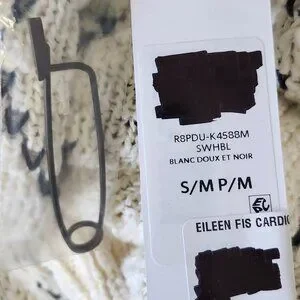 R8PDU-K4588M
SWHBL
BLANC DOUX ET NOIR
S/M P/M
EILEEN FIS CARDIG